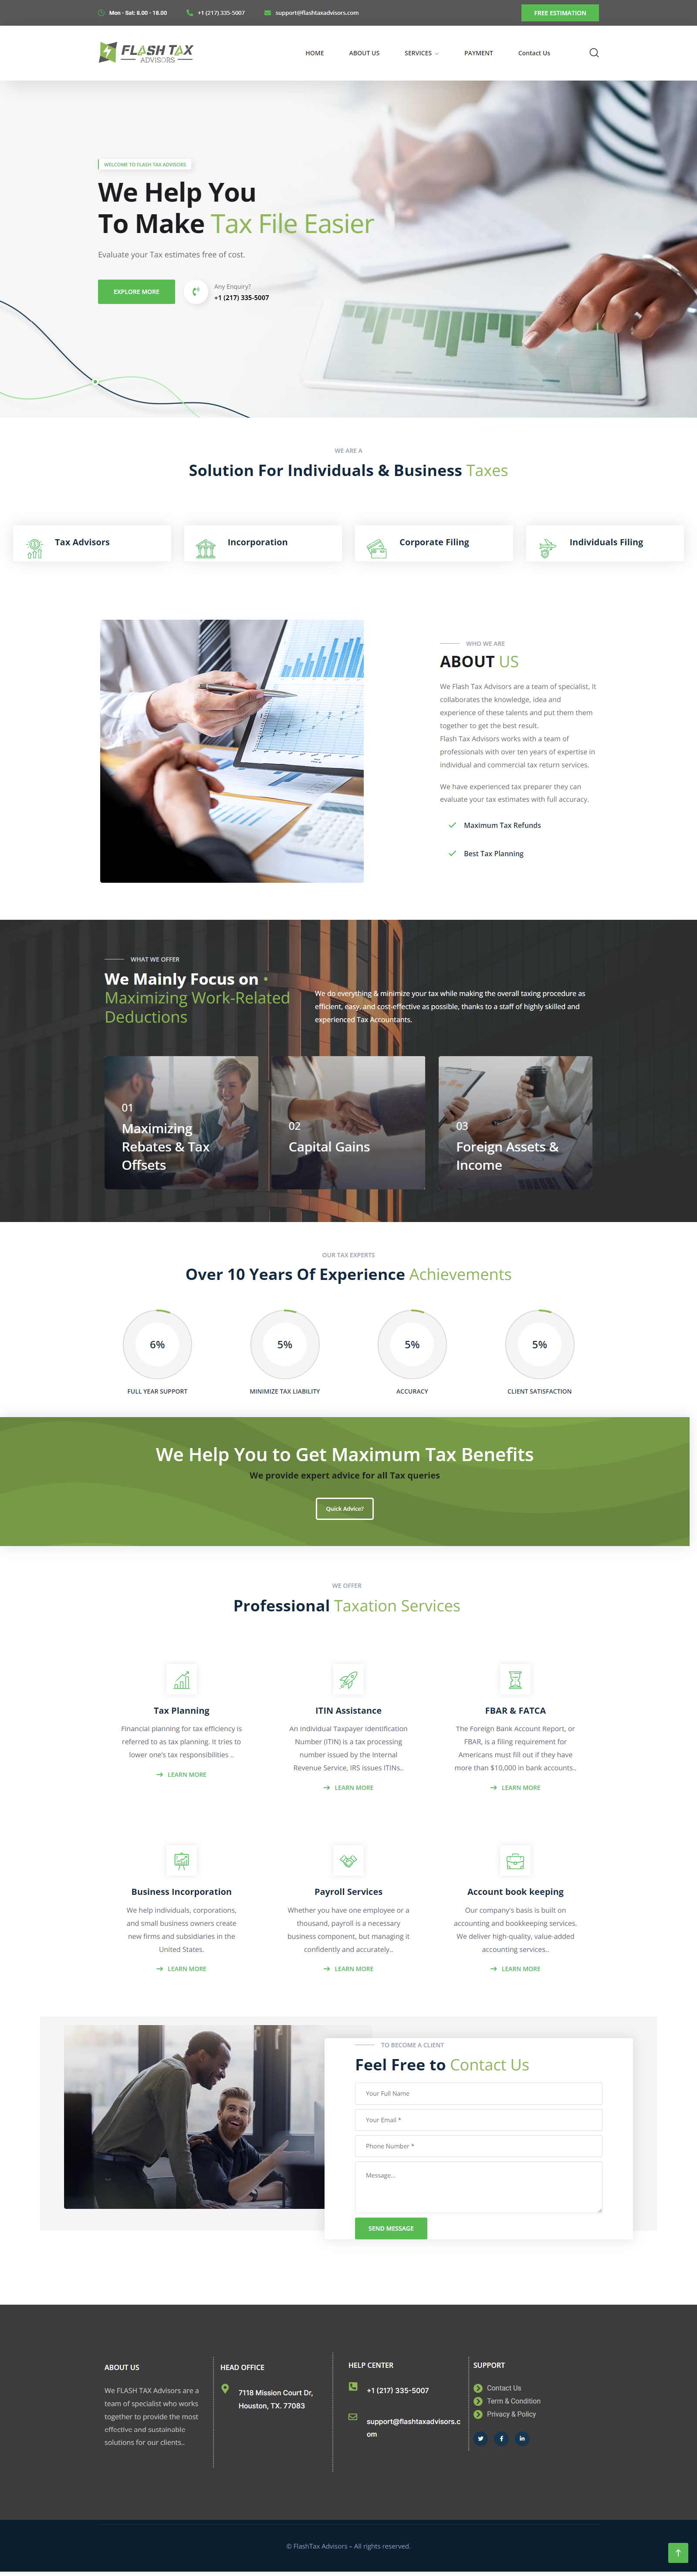 Mon - Sat: 8.00 - 18.00
+1 (217) 335-5007
support@flashtaxadvisors.com
FREE ESTIMATION
FLASH TAX
ADVISORS
HOME
ABOUT US
SERVICES
PAYMENT
Contact Us
WELCOME TO FLASH TAX ADVISORS
We Help You
To Make Tax File Easier
Evaluate your Tax estimates free of cost.
EXPLORE MORE
Any Enquiry?
+1 (217) 335-5007
WE ARE A
Solution For Individuals & Business Taxes
Tax Advisors
Incorporation
Corporate Filing
Individuals Filing
WHO WE ARE
ABOUT US
We Flash Tax Advisors are a team of specialist, It
collaborates the knowledge, idea and
experience of these talents and put them them
together to get the best result.
Flash Tax Advisors works with a team of
professionals with over ten years of expertise in
individual and commercial tax return services.
We have experienced tax preparer they can
evaluate your tax estimates with full accuracy.
Maximum Tax Refunds
Best Tax Planning
WHAT WE OFFER
We Mainly Focus on •
Maximizing Work-Related
Deductions
We do everything & minimize your tax while making the overall taxing procedure as
efficient, easy, and cost-effective as possible, thanks to a staff of highly skilled and
experienced Tax Accountants.
01
Maximizing
Rebates & Tax
Offsets
02
Capital Gains
03
Foreign Assets &
Income
OUR TAX EXPERTS
Over 10 Years Of Experience Achievements
6%
5%
5%
5%
FULL YEAR SUPPORT
MINIMIZE TAX LIABILITY
ACCURACY
CLIENT SATISFACTION
We Help You to Get Maximum Tax Benefits
We provide expert advice for all Tax queries
Quick Advice?
WE OFFER
Professional Taxation Services
Tax Planning
Financial planning for tax efficiency is
referred to as tax planning. It tries to
lower one's tax responsibilities ..
LEARN MORE
ITIN Assistance
An Individual Taxpayer Identification
Number (ITIN) is a tax processing
number issued by the Internal
Revenue Service, IRS issues ITINs..
LEARN MORE
FBAR & FATCA
The Foreign Bank Account Report, or
FBAR, is a filing requirement for
Americans must fill out if they have
more than $10,000 in bank accounts..
LEARN MORE
Business Incorporation
We help individuals, corporations,
and small business owners create
new firms and subsidiaries in the
United States.
LEARN MORE
Payroll Services
Whether you have one employee or a
thousand, payroll is a necessary
business component, but managing it
confidently and accurately..
LEARN MORE
Account book keeping
Our company's basis is built on
accounting and bookkeeping services.
We deliver high-quality, value-added
accounting services..
LEARN MORE
TO BECOME A CLIENT
Feel Free to Contact Us
Your Full Name
Your Email *
Phone Number *
Message...
SEND MESSAGE
ABOUT US
We FLASH TAX Advisors are a
team of specialist who works
together to provide the most
effective and sustainable
solutions for our clients..
HEAD OFFICE
7118 Mission Court Dr,
Houston, TX. 77083
HELP CENTER
+1 (217) 335-5007
support@flashtaxadvisors.c
om
SUPPORT
Contact Us
Term & Condition
Privacy & Policy
© FlashTax Advisors – All rights reserved.